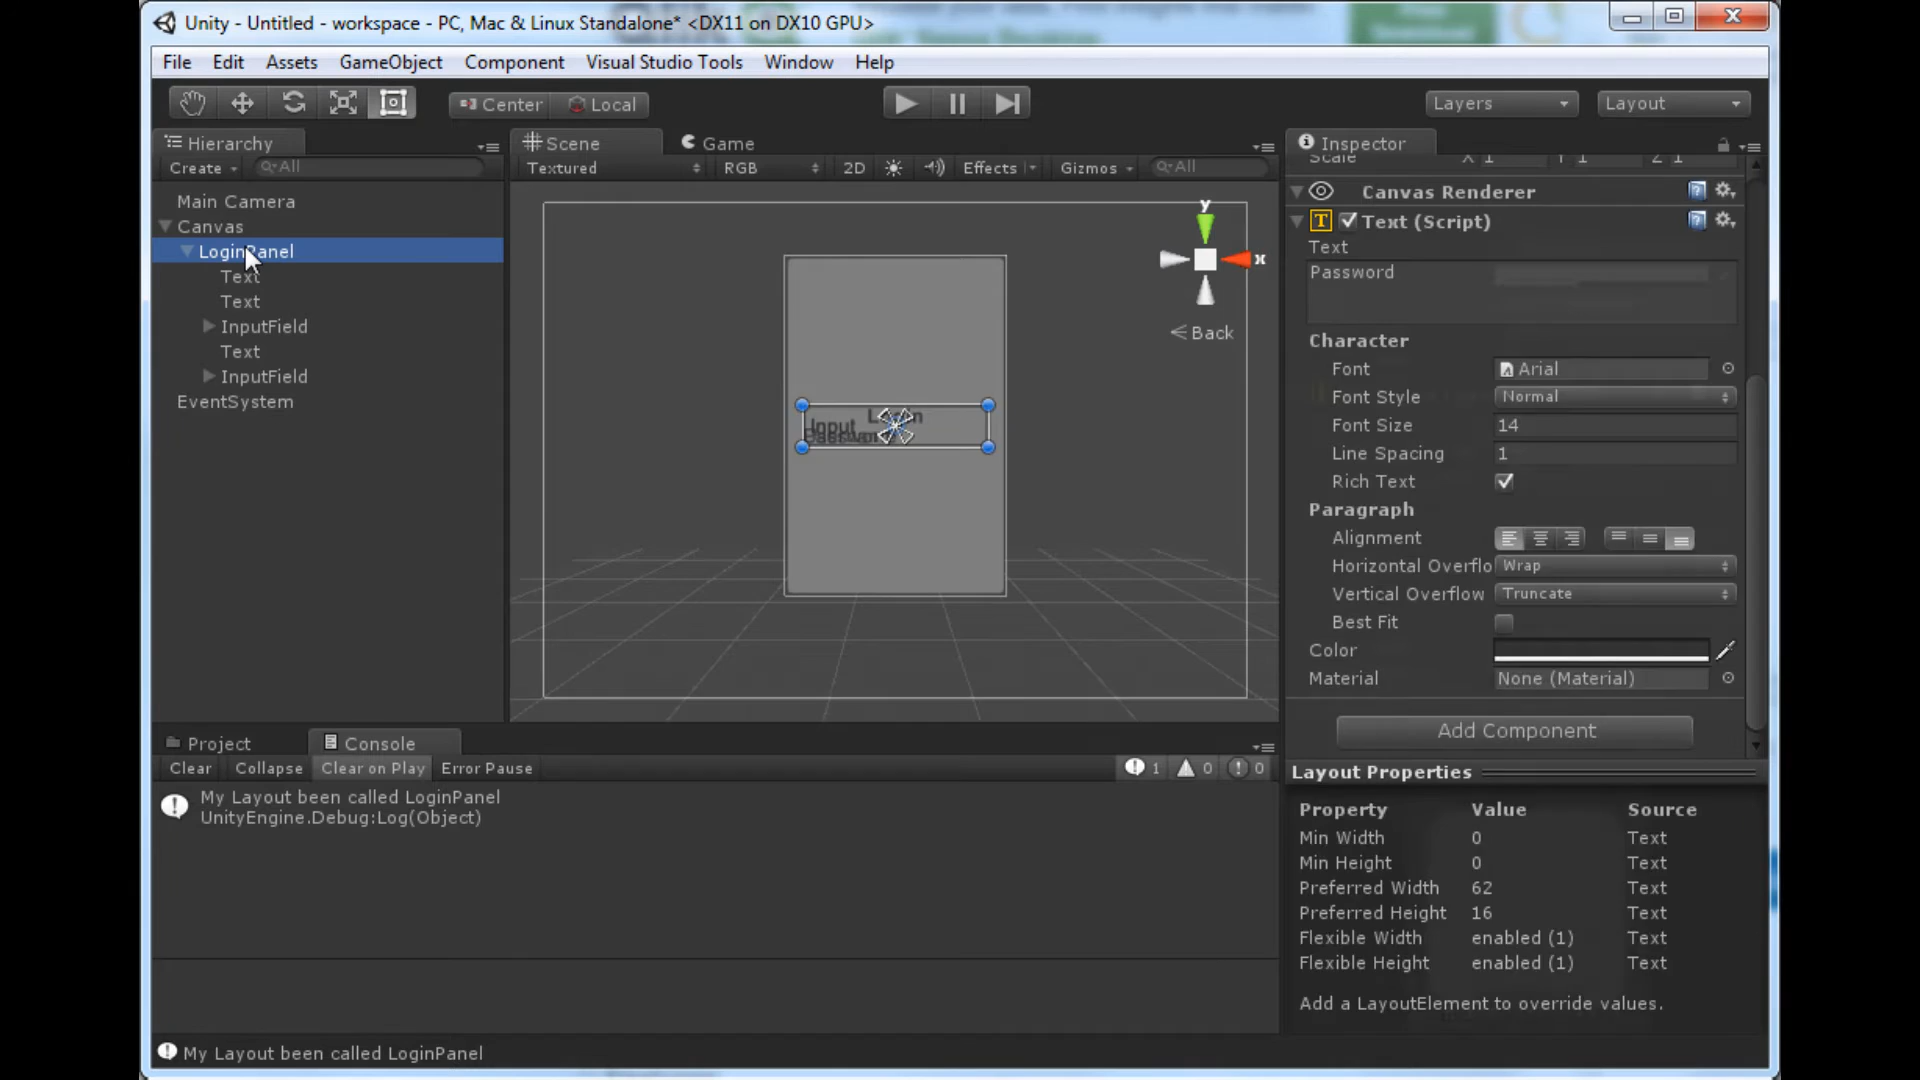 Unity - Untitled - workspace - PC, Mac & Linux Standalone* <DX11 on DX10 GPU>
File Edit Assets GameObject Component Visual Studio Tools Window Help
Center Local Layers Layout
Hierarchy
Create All
Main Camera
Canvas
LoginPanel
Text
Text
InputField
Text
InputField
EventSystem
Scene Game
Textured RGB 2D Effects Gizmos All
y
x
Back
Login
Input
Password
Inspector
Scale X 1 Y 1 Z 1
Canvas Renderer
Text (Script)
Text
Password
Character
Font Arial
Font Style Normal
Font Size 14
Line Spacing 1
Rich Text
Paragraph
Alignment
Horizontal Overflo Wrap
Vertical Overflow Truncate
Best Fit
Color
Material None (Material)
Add Component
Layout Properties
Property Value Source
Min Width 0 Text
Min Height 0 Text
Preferred Width 62 Text
Preferred Height 16 Text
Flexible Width enabled (1) Text
Flexible Height enabled (1) Text
Add a LayoutElement to override values.
Project Console
Clear Collapse Clear on Play Error Pause 1 0 0
My Layout been called LoginPanel
UnityEngine.Debug:Log(Object)
My Layout been called LoginPanel